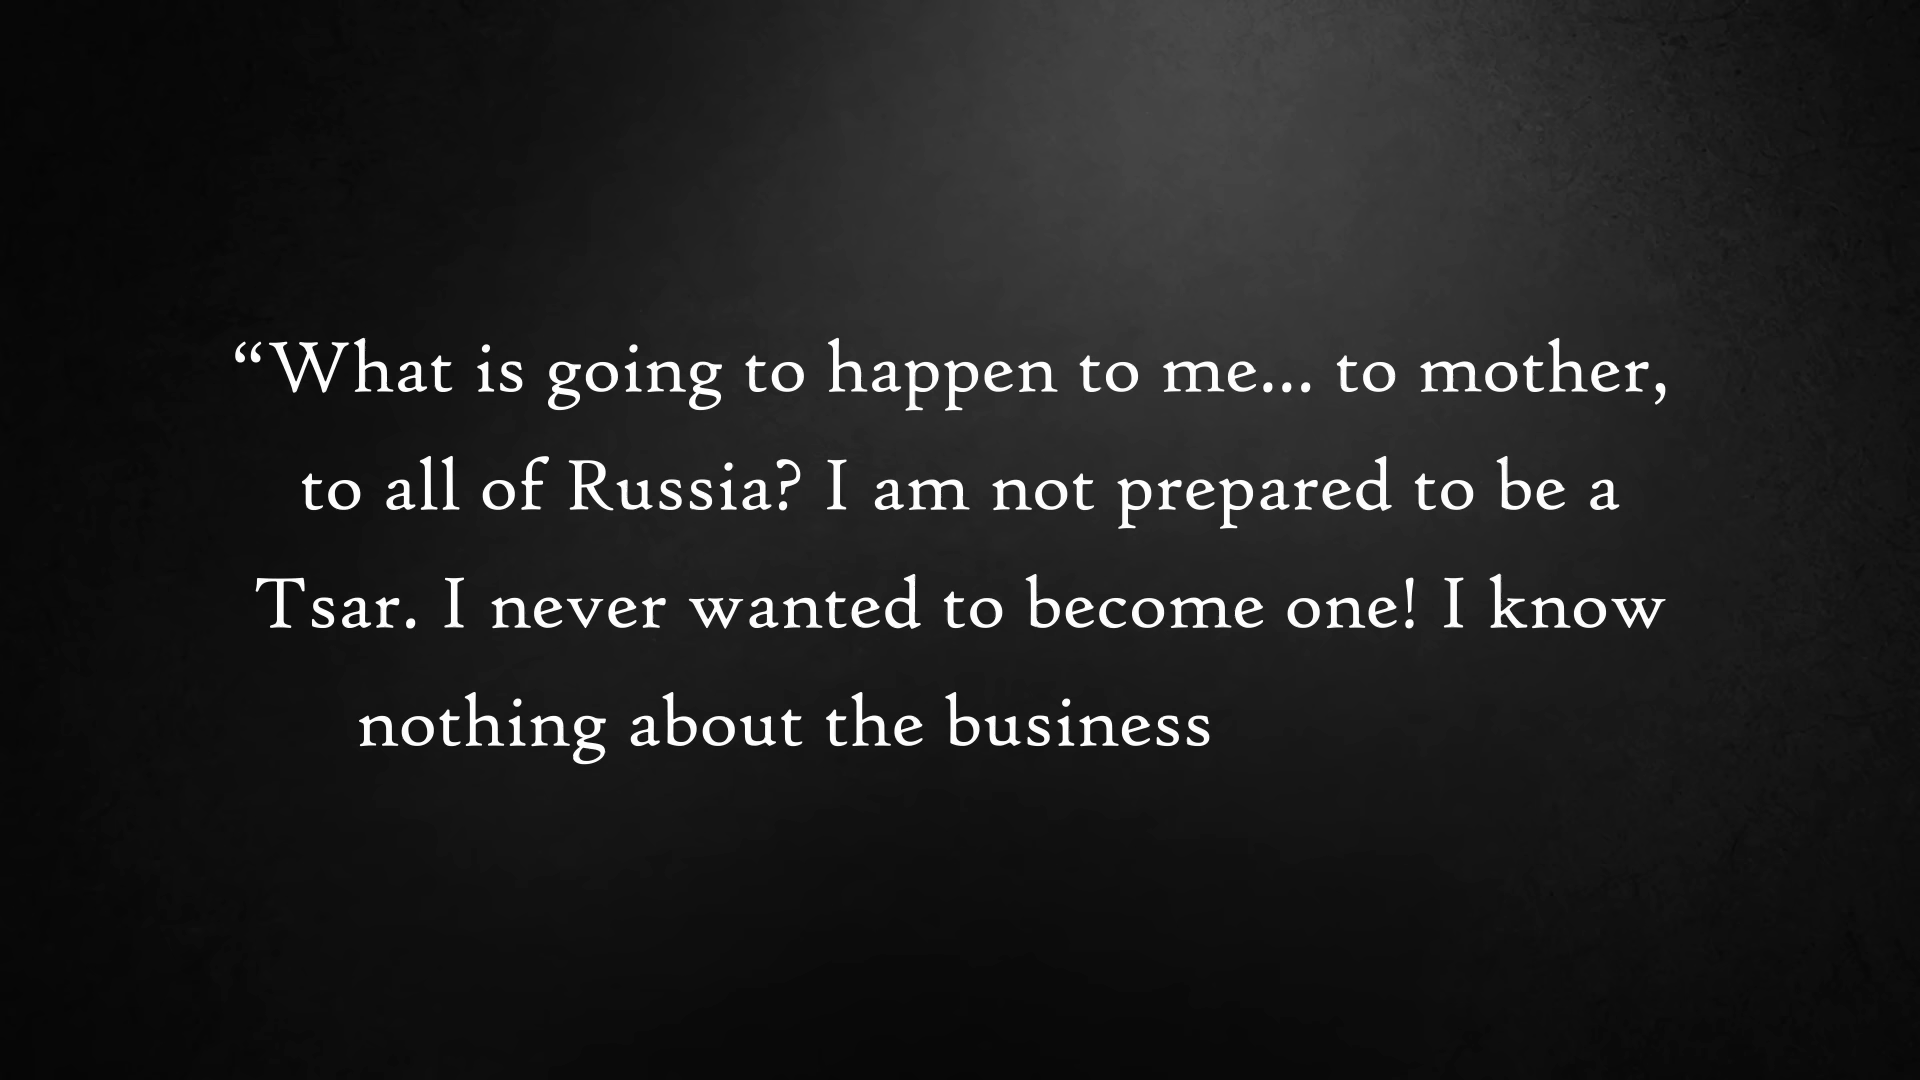 “What is going to happen to me... to mother,
to all of Russia? I am not prepared to be a
Tsar. I never wanted to become one! I know
nothing about the business